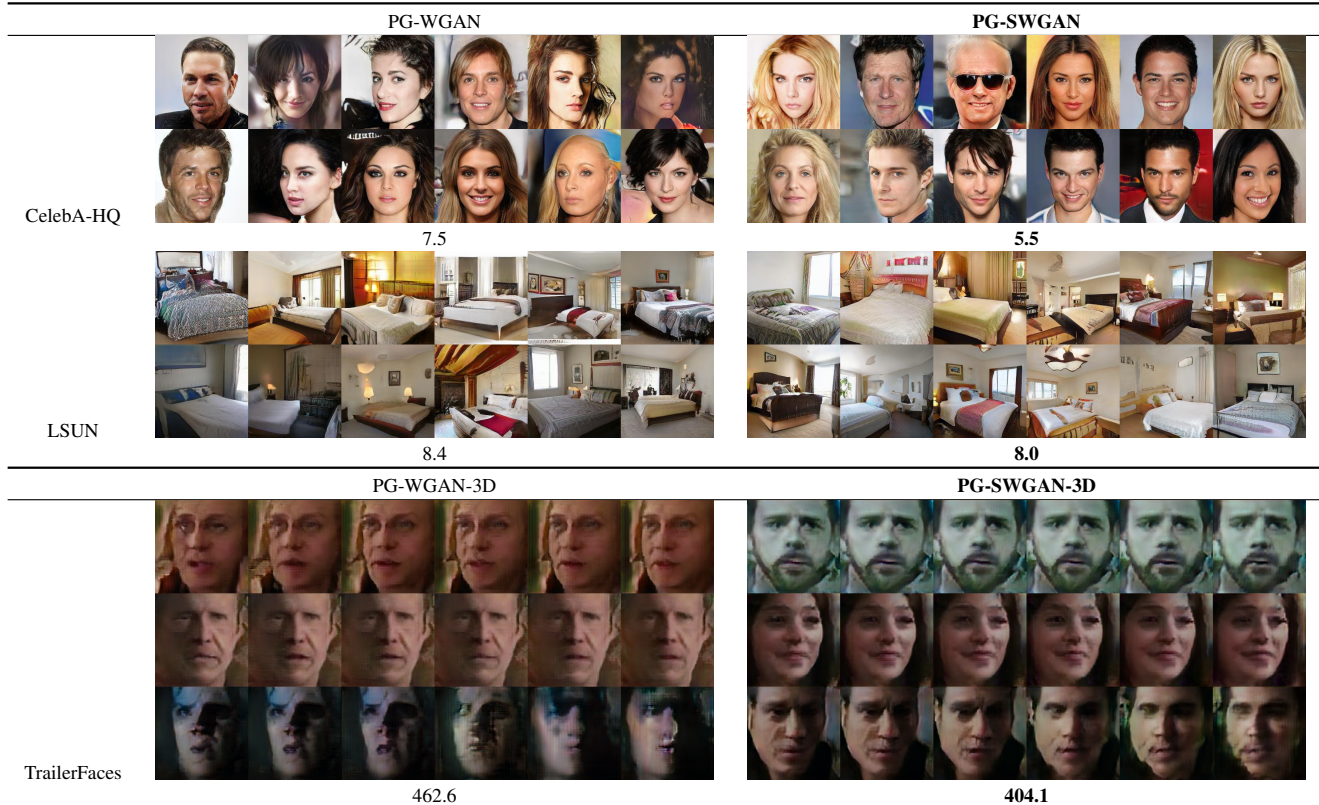 PG-WGAN PG-SWGAN
CelebA-HQ
7.5 5.5
LSUN
8.4 8.0
PG-WGAN-3D PG-SWGAN-3D
TrailerFaces
462.6 404.1